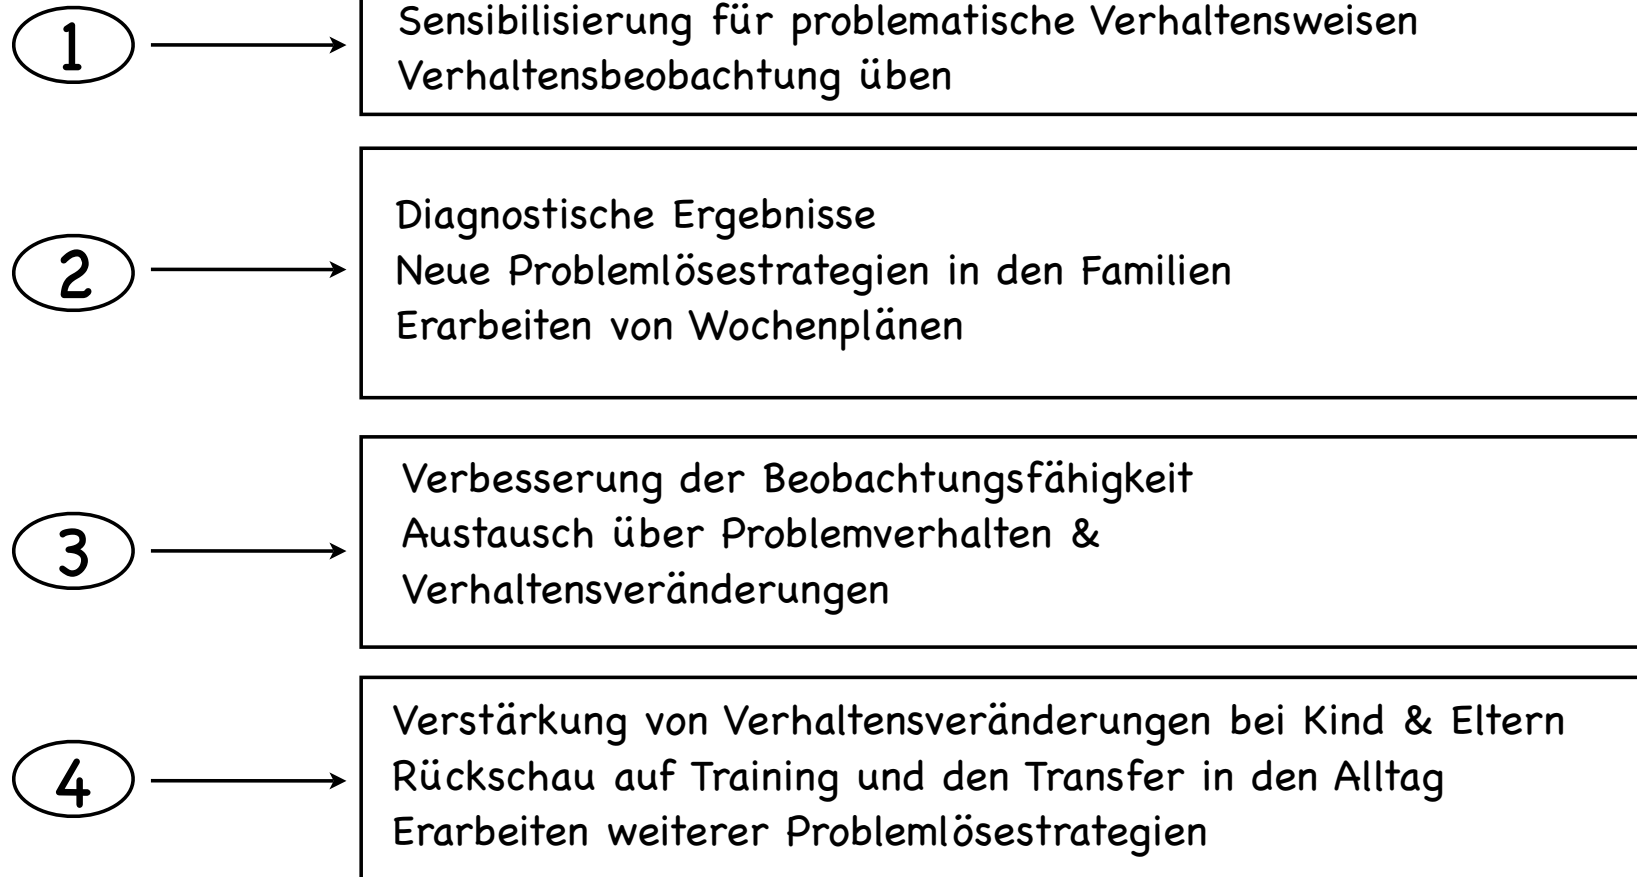 1
Sensibilisierung für problematische Verhaltensweisen
Verhaltensbeobachtung üben
2
Diagnostische Ergebnisse
Neue Problemlösestrategien in den Familien
Erarbeiten von Wochenplänen
3
Verbesserung der Beobachtungsfähigkeit
Austausch über Problemverhalten &
Verhaltensveränderungen
4
Verstärkung von Verhaltensveränderungen bei Kind & Eltern
Rückschau auf Training und den Transfer in den Alltag
Erarbeiten weiterer Problemlösestrategien